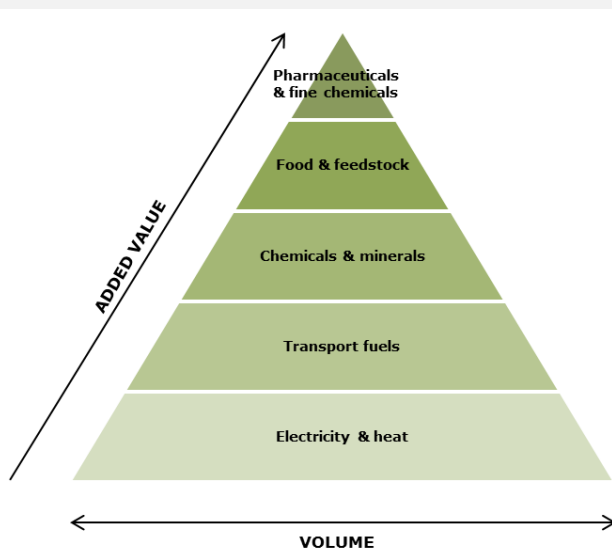 Pharmaceuticals
& fine chemicals
Food & feedstock
ADDED VALUE
Chemicals & minerals
Transport fuels
Electricity & heat
VOLUME